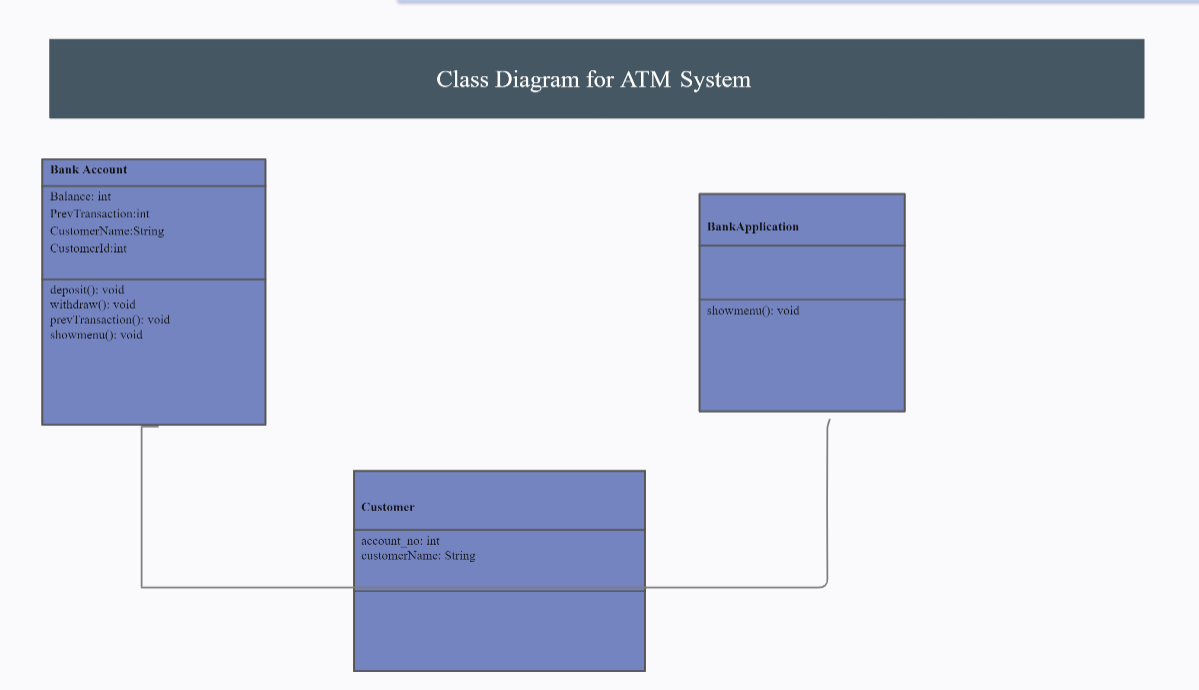 Class Diagram for ATM System
Bank Account
Balance: int
PrevTransaction:int
CustomerName:String
CustomerId:int
deposit(): void
withdraw(): void
prevTransaction(): void
showmenu(): void
BankApplication
showmenu(): void
Customer
account_no: int
customerName: String